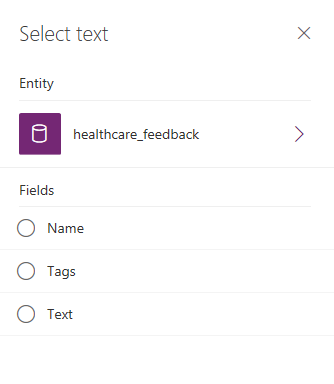 Select text
Entity
healthcare_feedback
Fields
Name
Tags
Text